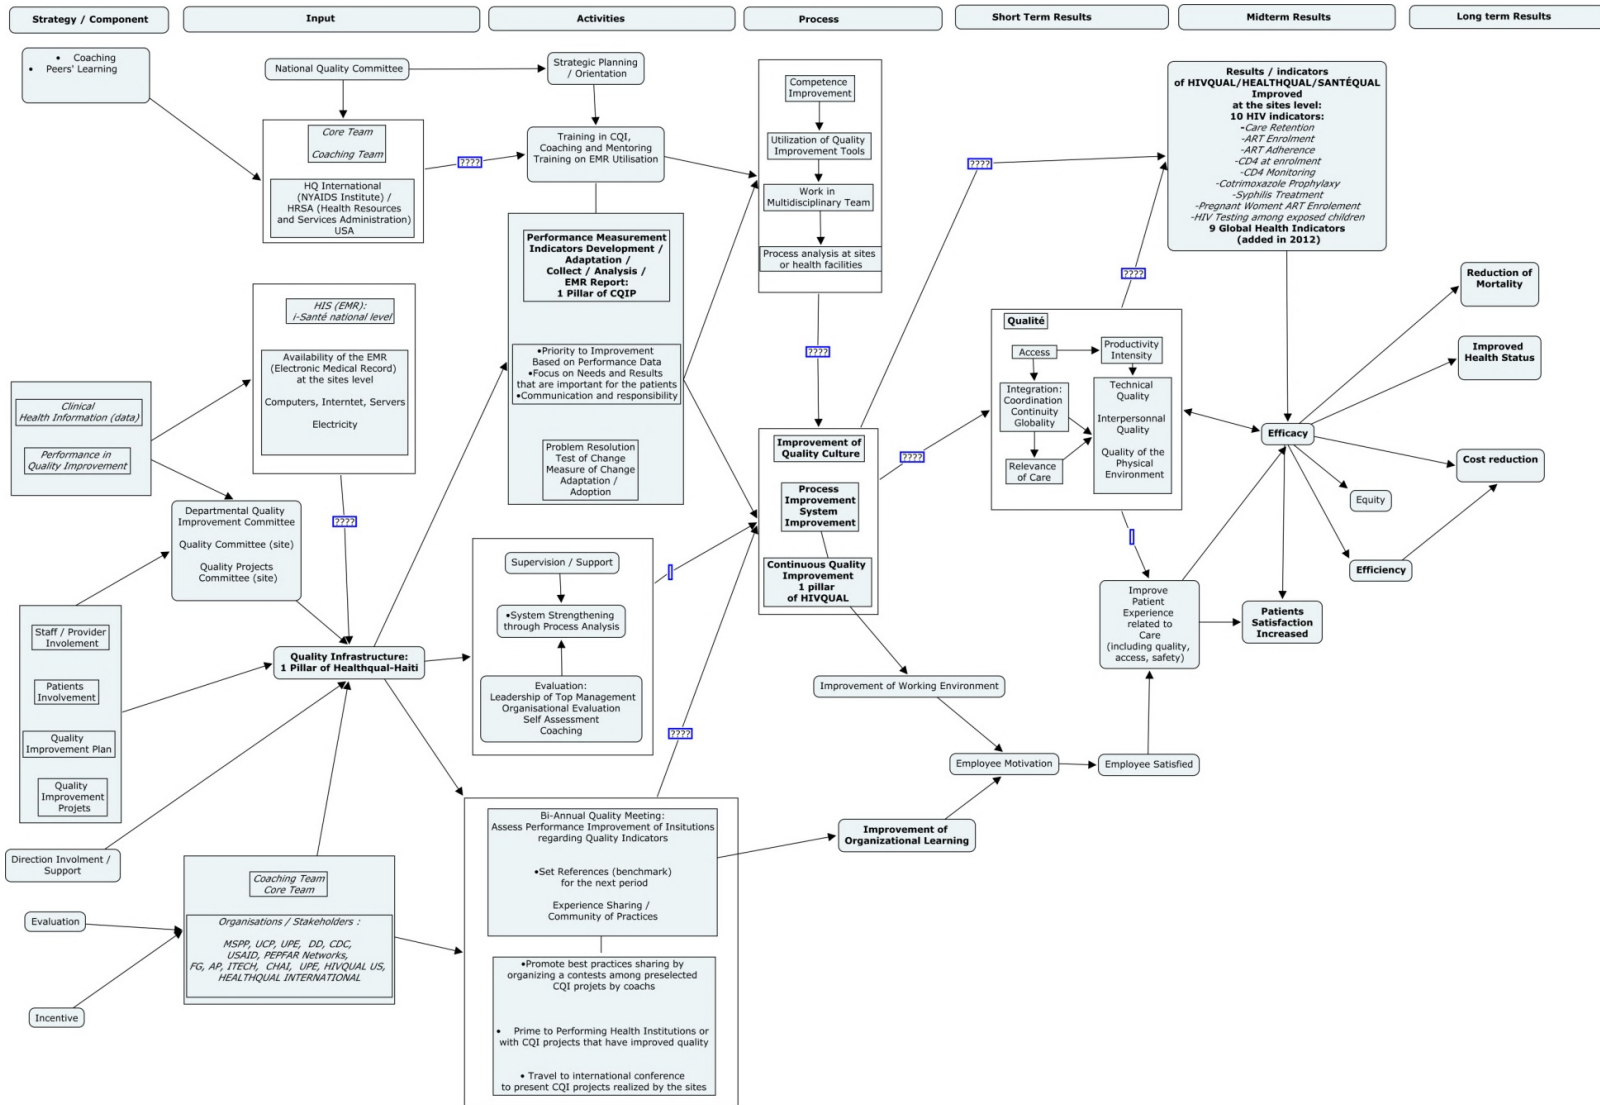 Strategy / Component
Input
Activities
Process
Short Term Results
Midterm Results
Long term Results
• Coaching
• Peers' Learning
National Quality Committee
Strategic Planning
/ Orientation
Core Team
Coaching Team
HQ International
(NYAIDS Institute) /
HRSA (Health Resources
and Services Administration)
USA
????
Training in CQI,
Coaching and Mentoring
Training on EMR Utilisation
Performance Measurement
Indicators Development /
Adaptation /
Collect / Analysis /
EMR Report:
1 Pillar of CQIP
•Priority to Improvement
Based on Performance Data
•Focus on Needs and Results
that are important for the patients
•Communication and responsibility
Problem Resolution
Test of Change
Measure of Change
Adaptation /
Adoption
Competence
Improvement
Utilization of Quality
Improvement Tools
Work in
Multidisciplinary Team
Process analysis at sites
or health facilities
????
????
Results / indicators
of HIVQUAL/HEALTHQUAL/SANTÉQUAL
Improved
at the sites level:
10 HIV indicators:
-Care Retention
-ART Enrolment
-ART Adherence
-CD4 at enrolment
-CD4 Monitoring
-Cotrimoxazole Prophylaxy
-Syphilis Treatment
-Pregnant Women ART Enrolement
-HIV Testing among exposed children
9 Global Health Indicators
(added in 2012)
????
HIS (EMR):
i-Santé national level
Availability of the EMR
(Electronic Medical Record)
at the sites level
Computers, Interntet, Servers
Electricity
????
Clinical
Health Information (data)
Performance in
Quality Improvement
Departmental Quality
Improvement Committee
Quality Committee (site)
Quality Projects
Committee (site)
Staff / Provider
Involement
Patients
Involvement
Quality
Improvement Plan
Quality
Improvement
Projets
Quality Infrastructure:
1 Pillar of Healthqual-Haiti
Supervision / Support
•System Strengthening
through Process Analysis
Evaluation:
Leadership of Top Management
Organisational Evaluation
Self Assessment
Coaching
????
Improvement of
Quality Culture
Process
Improvement
System
Improvement
Continuous Quality
Improvement
1 pillar
of HIVQUAL
????
Qualité
Access
Productivity
Intensity
Integration:
Coordination
Continuity
Globality
Relevance
of Care
Technical
Quality
Interpersonnal
Quality
Quality of the
Physical
Environment
Efficacy
Reduction of
Mortality
Improved
Health Status
Cost reduction
Equity
Efficiency
Patients
Satisfaction
Increased
Improve
Patient
Experience
related to
Care
(including quality,
access, safety)
Improvement of Working Environment
Employee Motivation
Employee Satisfied
Improvement of
Organizational Learning
Direction Involment /
Support
Evaluation
Incentive
Coaching Team
Core Team
Organisations / Stakeholders :
MSPP, UCP, UPE, DD, CDC,
USAID, PEPFAR Networks,
FG, AP, ITECH, CHAI, UPE, HIVQUAL US,
HEALTHQUAL INTERNATIONAL
Bi-Annual Quality Meeting:
Assess Performance Improvement of Insitutions
regarding Quality Indicators
•Set References (benchmark)
for the next period
Experience Sharing /
Community of Practices
•Promote best practices sharing by
organizing a contests among preselected
CQI projets by coachs
• Prime to Performing Health Institutions or
with CQI projects that have improved quality
• Travel to international conference
to present CQI projects realized by the sites